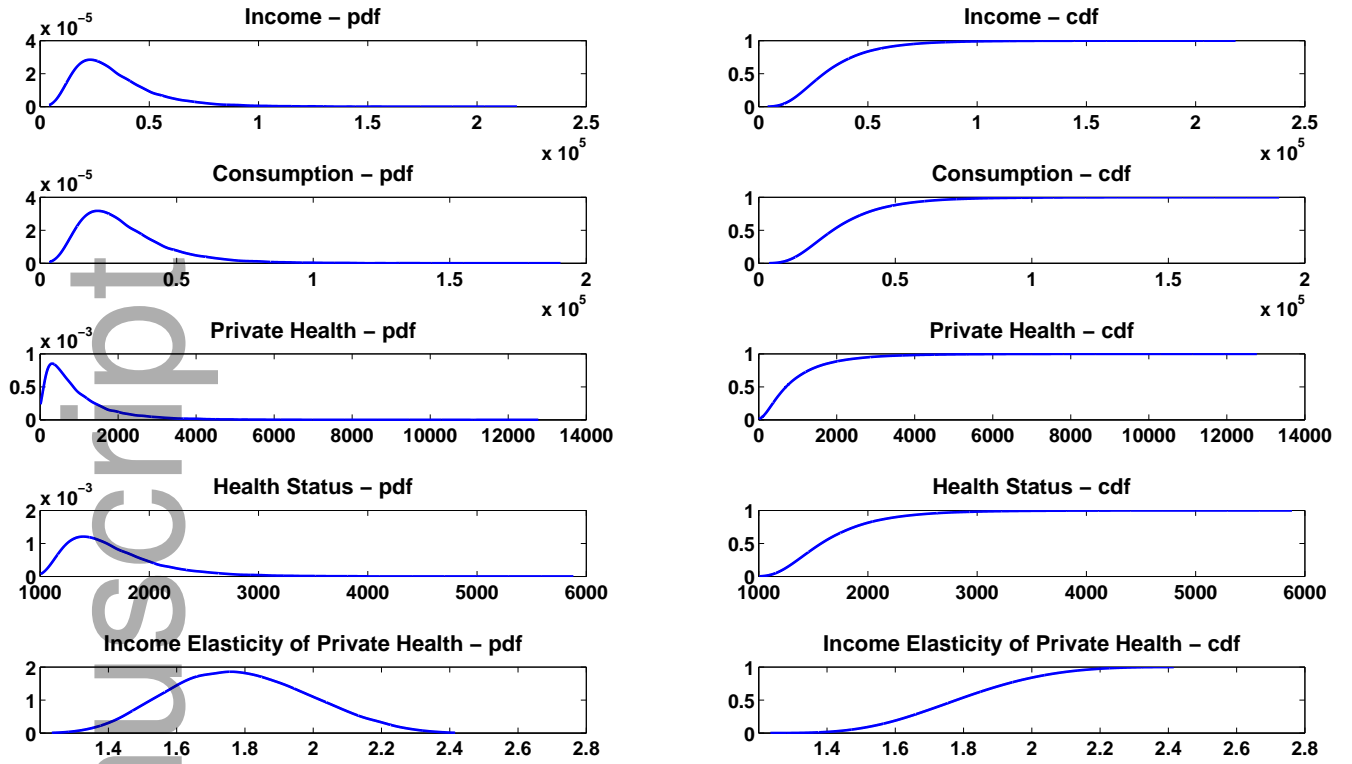 Income – pdf
x 10⁻⁵
4
2
0
0 0.5 1 1.5 2 2.5
x 10⁵
Income – cdf
1
0.5
0
0 0.5 1 1.5 2 2.5
x 10⁵
Consumption – pdf
x 10⁻⁵
4
2
0
0 0.5 1 1.5 2
x 10⁵
Consumption – cdf
1
0.5
0
0 0.5 1 1.5 2
x 10⁵
Private Health – pdf
x 10⁻³
1
0.5
0
0 2000 4000 6000 8000 10000 12000 14000
Private Health – cdf
1
0.5
0
0 2000 4000 6000 8000 10000 12000 14000
Health Status – pdf
x 10⁻³
2
1
0
1000 2000 3000 4000 5000 6000
Health Status – cdf
1
0.5
0
1000 2000 3000 4000 5000 6000
Income Elasticity of Private Health – pdf
2
1
0
1.4 1.6 1.8 2 2.2 2.4 2.6 2.8
Income Elasticity of Private Health – cdf
1
0.5
0
1.4 1.6 1.8 2 2.2 2.4 2.6 2.8
uscript